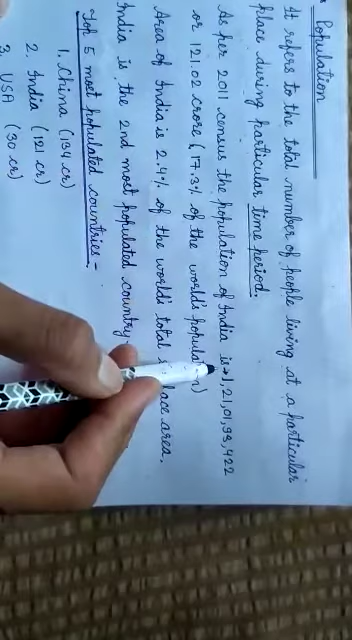 * Population
It refers to the total number of people living at a particular
place during particular time period.
As per 2011 census the population of India is → 1,21,01,93,422
or 121.02 crore (17.3% of the world's
Area of India is 2.4% of the world's total area.
India is the 2nd most populated country
Top 5 most populated countries -
1. China (134 cr)
2. India (121 cr)
3. USA (30 cr)